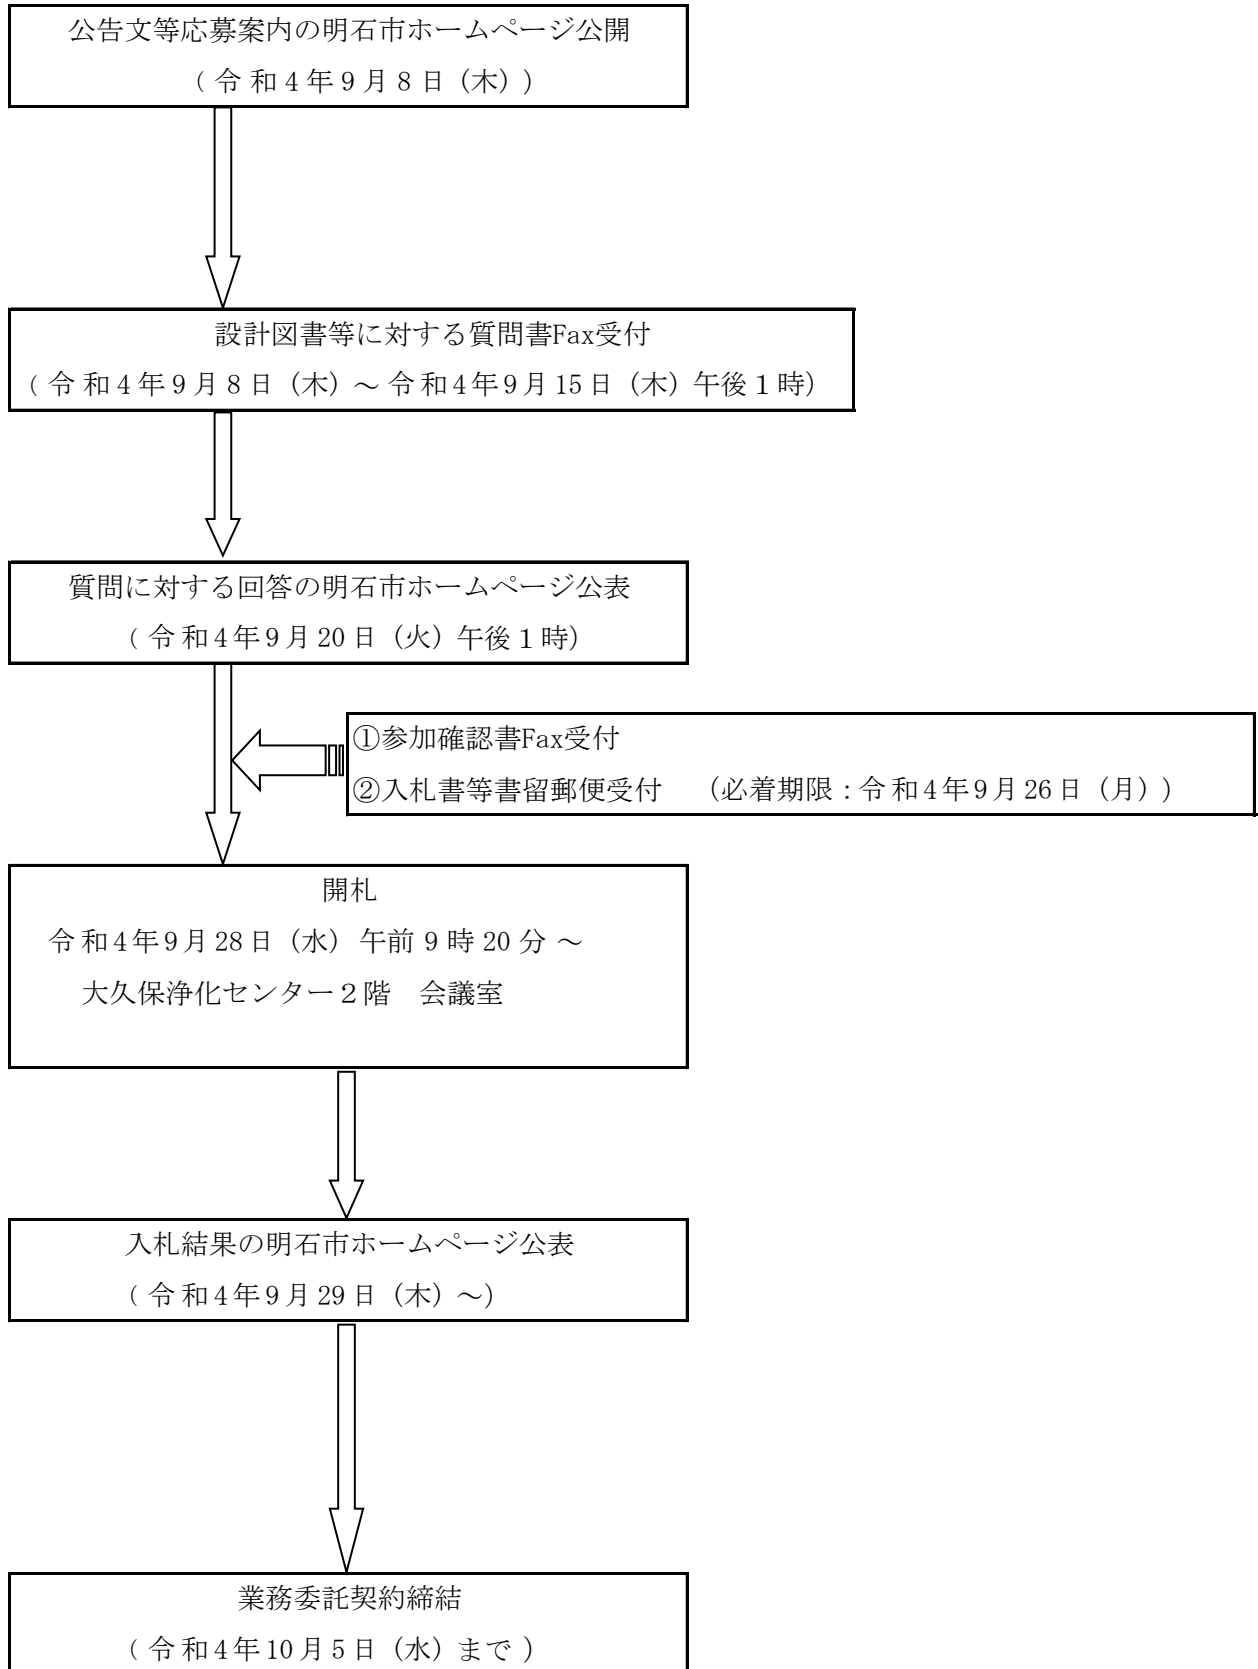 公告文等応募案内の明石市ホームページ公開
(令和4年9月8日(木))
設計図書等に対する質問書Fax受付
(令和4年9月8日(木)～令和4年9月15日(木)午後1時)
質問に対する回答の明石市ホームページ公表
(令和4年9月20日(火)午後1時)
①参加確認書Fax受付
②入札書等書留郵便受付　(必着期限：令和4年9月26日(月))
開札
令和4年9月28日(水)午前9時20分～
大久保浄化センター2階　会議室
入札結果の明石市ホームページ公表
(令和4年9月29日(木)～)
業務委託契約締結
(令和4年10月5日(水)まで)